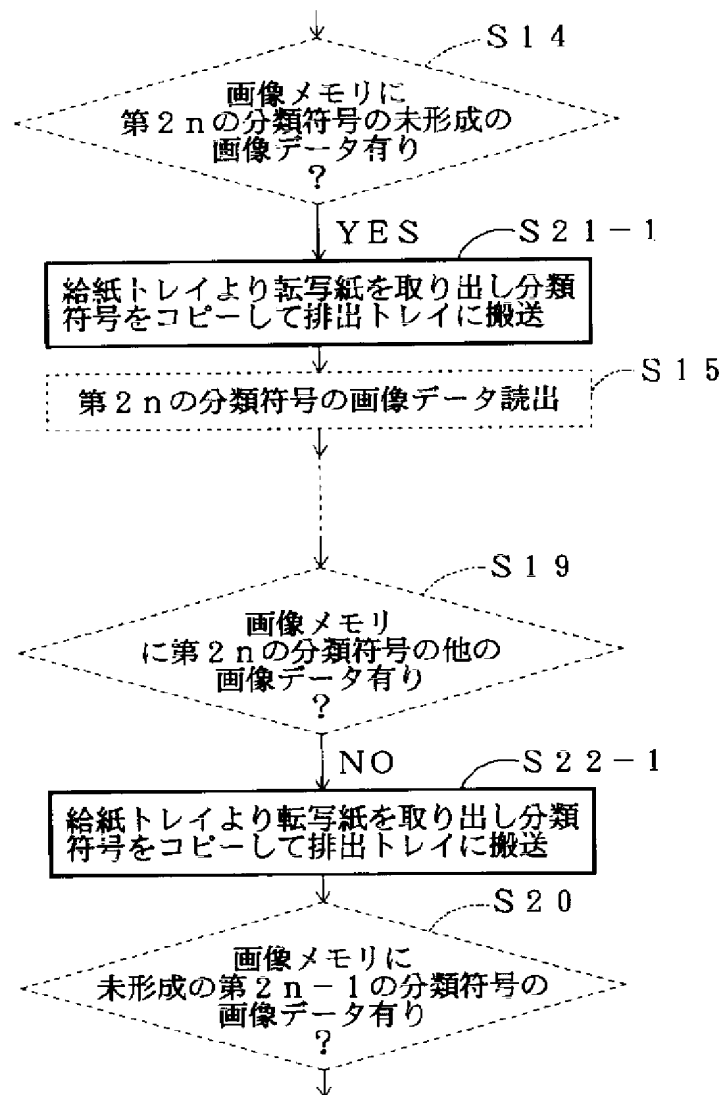 S14
画像メモリに
第2nの分類符号の未形成の
画像データ有り
?
YES
S21-1
給紙トレイより転写紙を取り出し分類
符号をコピーして排出トレイに搬送
S15
第2nの分類符号の画像データ読出
S19
画像メモリ
に第2nの分類符号の他の
画像データ有り
?
NO
S22-1
給紙トレイより転写紙を取り出し分類
符号をコピーして排出トレイに搬送
S20
画像メモリに
未形成の第2n-1の分類符号の
画像データ有り
?